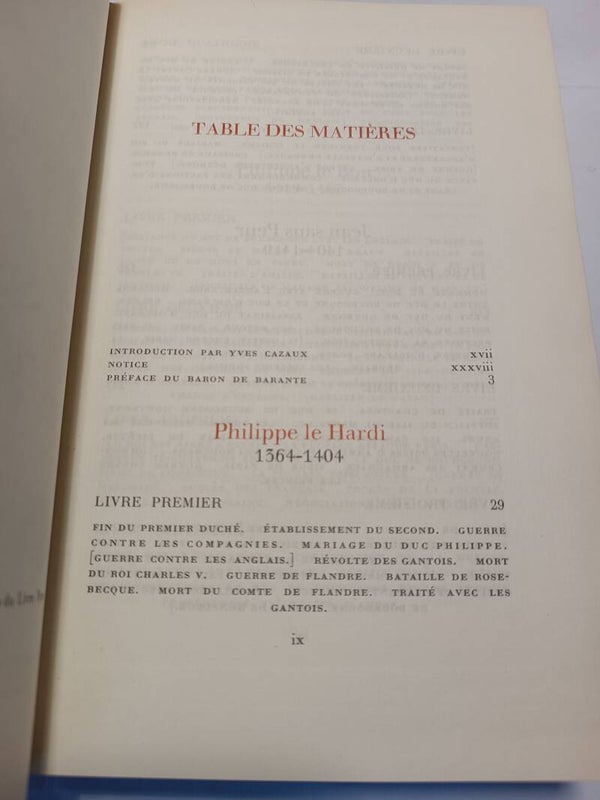 TABLE DES MATIÈRES
INTRODUCTION PAR YVES CAZAUX xvii
NOTICE xxxviii
PRÉFACE DU BARON DE BARANTE 3
Philippe le Hardi
1364-1404
LIVRE PREMIER 29
FIN DU PREMIER DUCHÉ. ÉTABLISSEMENT DU SECOND. GUERRE
CONTRE LES COMPAGNIES. MARIAGE DU DUC PHILIPPE.
[GUERRE CONTRE LES ANGLAIS.] RÉVOLTE DES GANTOIS. MORT
DU ROI CHARLES V. GUERRE DE FLANDRE. BATAILLE DE ROSE-
BECQUE. MORT DU COMTE DE FLANDRE. TRAITÉ AVEC LES
GANTOIS.
ix